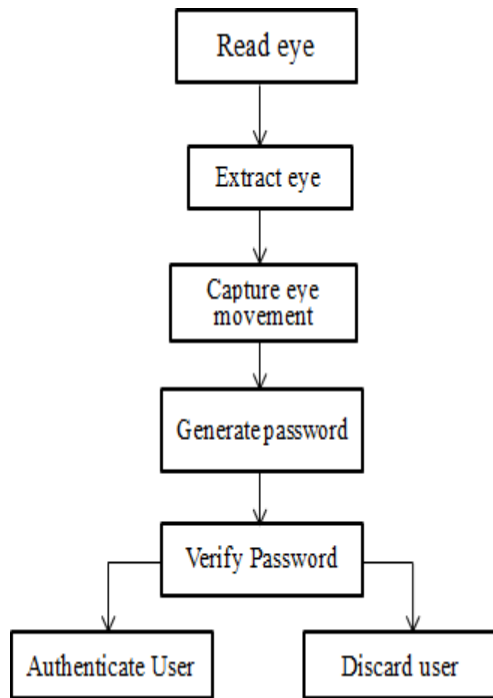 Read eye
Extract eye
Capture eye
movement
Generate password
Verify Password
Authenticate User
Discard user